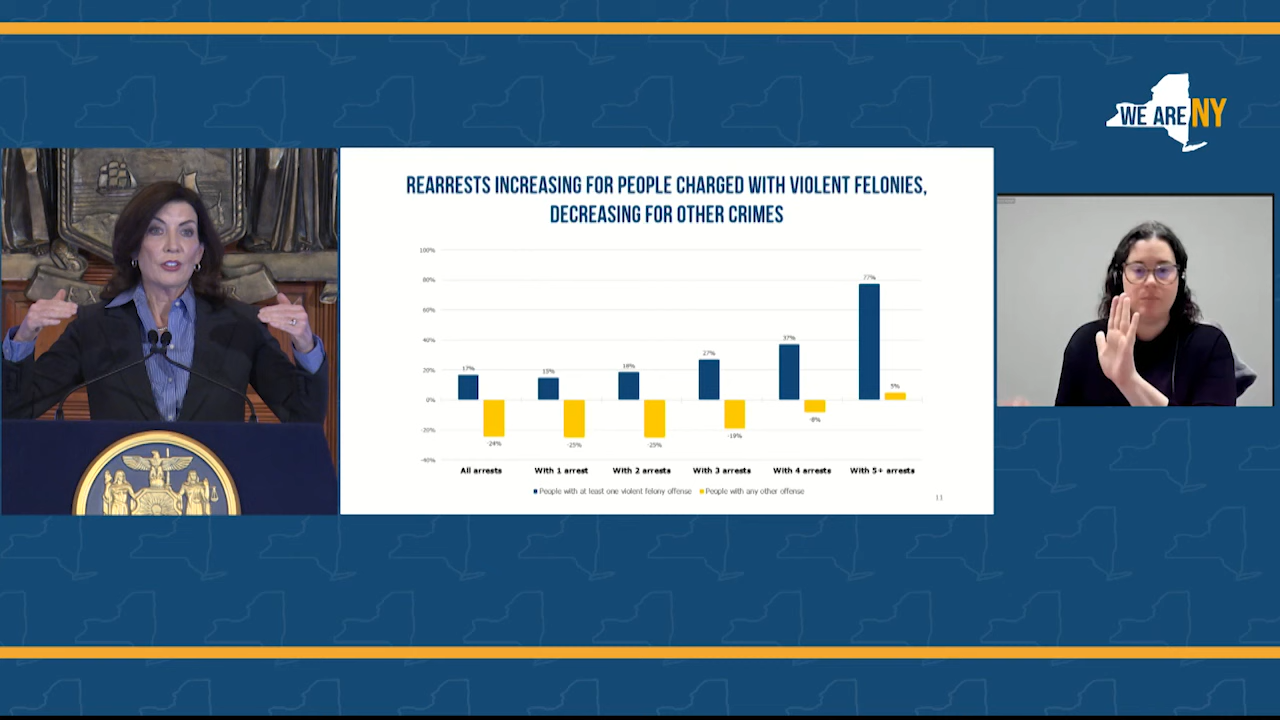 WE ARE NY
REARRESTS INCREASING FOR PEOPLE CHARGED WITH VIOLENT FELONIES,
DECREASING FOR OTHER CRIMES
100%
80%
60%
40%
20%
0%
-20%
-40%
17%
-24%
15%
-25%
18%
-25%
27%
-19%
37%
-8%
77%
5%
All arrests
With 1 arrest
With 2 arrests
With 3 arrests
With 4 arrests
With 5+ arrests
People with at least one violent felony offense
People with any other offense
11